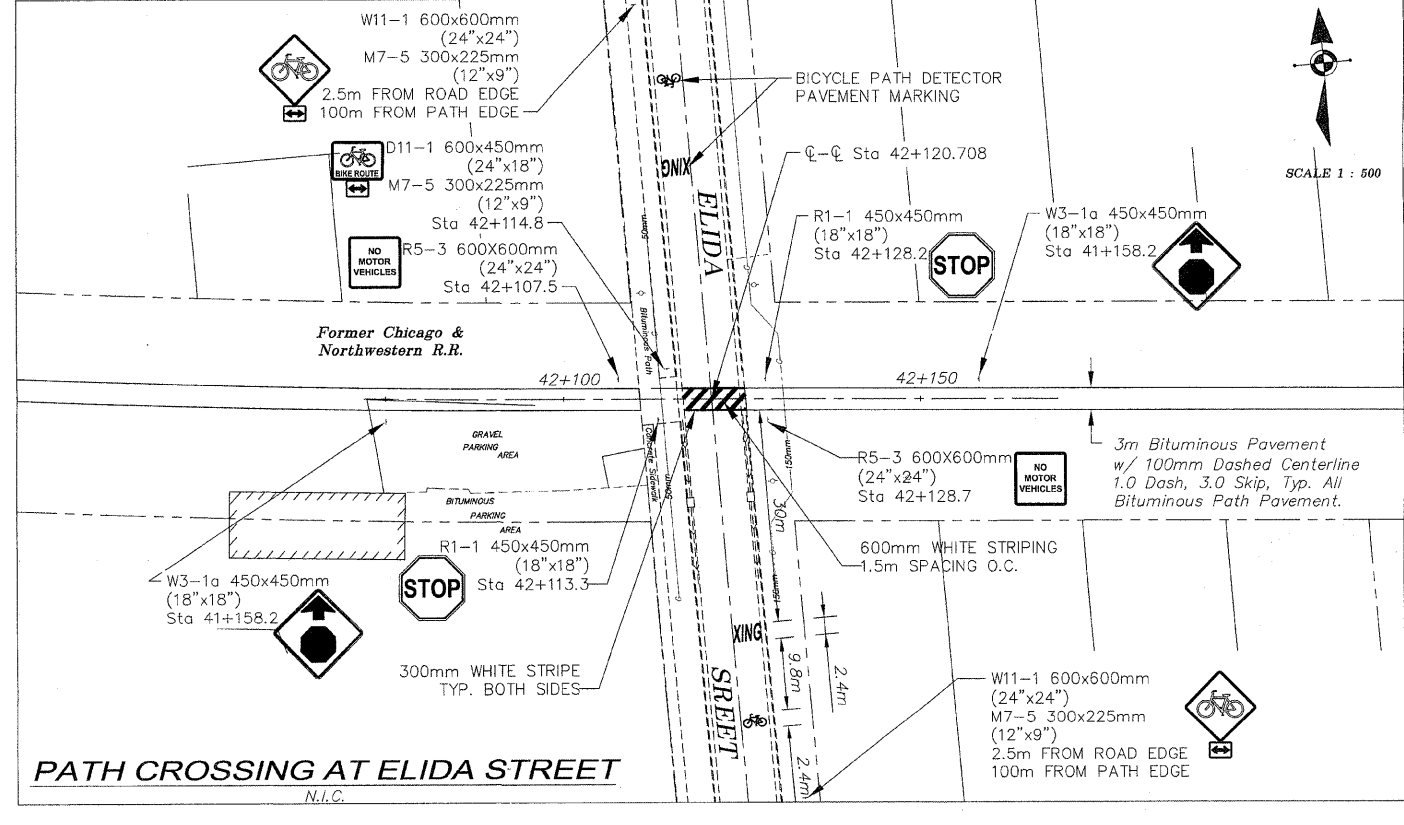 W11-1 600x600mm
(24"x24")
M7-5 300x225mm
(12"x9")
2.5m FROM ROAD EDGE
100m FROM PATH EDGE
BICYCLE PATH DETECTOR
PAVEMENT MARKING
BIKE ROUTE
D11-1 600x450mm
(24"x18")
M7-5 300x225mm
(12"x9")
Sta 42+114.8
XING
ELIDA
℄-℄ Sta 42+120.708
SCALE 1 : 500
NO
MOTOR
VEHICLES
R5-3 600X600mm
(24"x24")
Sta 42+107.5
R1-1 450x450mm
(18"x18")
Sta 42+128.2
STOP
W3-1a 450x450mm
(18"x18")
Sta 41+158.2
50mm
Bituminous Path
Former Chicago &
Northwestern R.R.
42+100
42+150
GRAVEL
PARKING
AREA
Concrete Sidewalk
50mm
150mm
BITUMINOUS
PARKING
AREA
R5-3 600X600mm
(24"x24")
Sta 42+128.7
NO
MOTOR
VEHICLES
3m Bituminous Pavement
w/ 100mm Dashed Centerline
1.0 Dash, 3.0 Skip, Typ. All
Bituminous Path Pavement.
30m
600mm WHITE STRIPING
1.5m SPACING O.C.
STOP
R1-1 450x450mm
(18"x18")
Sta 42+113.3
W3-1a 450x450mm
(18"x18")
Sta 41+158.2
150mm
XING
300mm WHITE STRIPE
TYP. BOTH SIDES
SREET
9.8m
2.4m
2.4m
W11-1 600x600mm
(24"x24")
M7-5 300x225mm
(12"x9")
2.5m FROM ROAD EDGE
100m FROM PATH EDGE
PATH CROSSING AT ELIDA STREET
N.I.C.